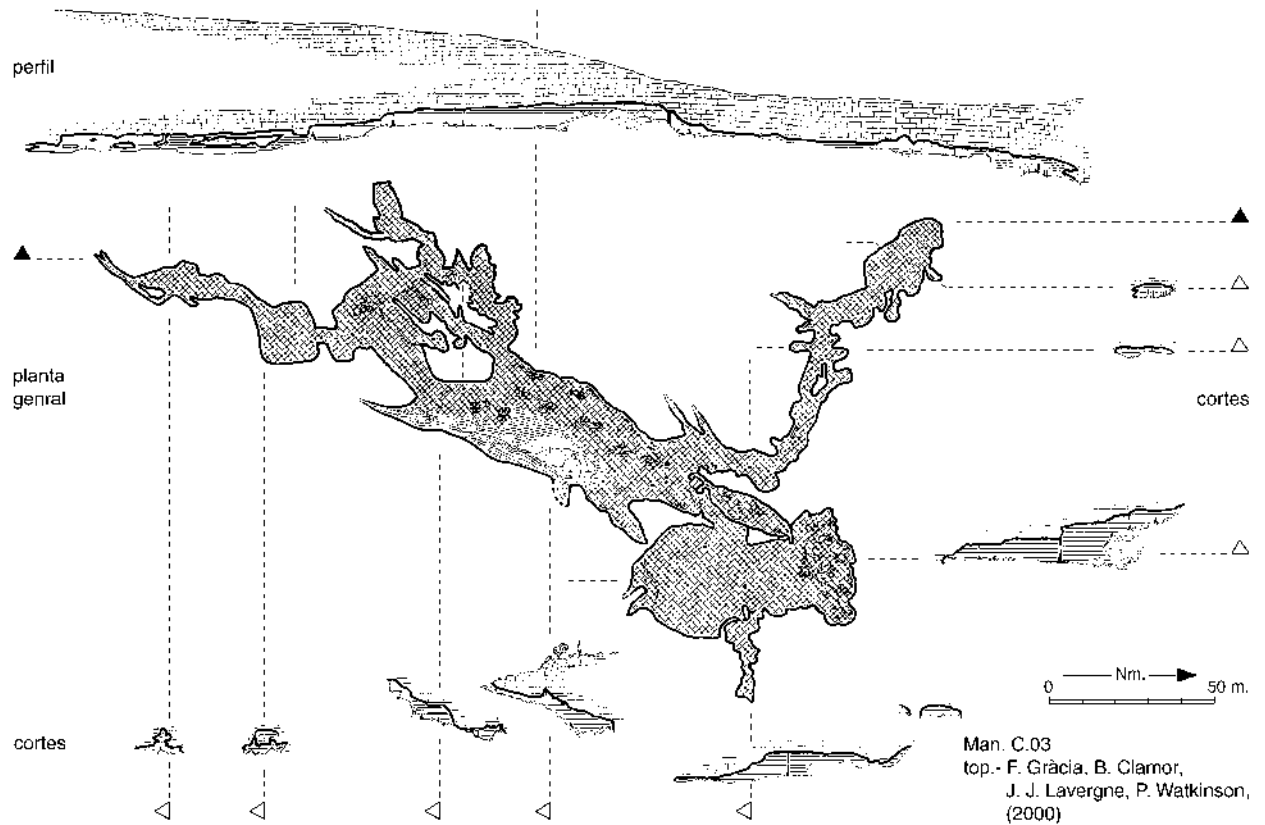 perfil
planta
genral
cortes
cortes
Nm.
0 50 m.
Man. C.03
top.- F. Gràcia, B. Clamor,
J. J. Lavergne, P. Watkinson,
(2000)